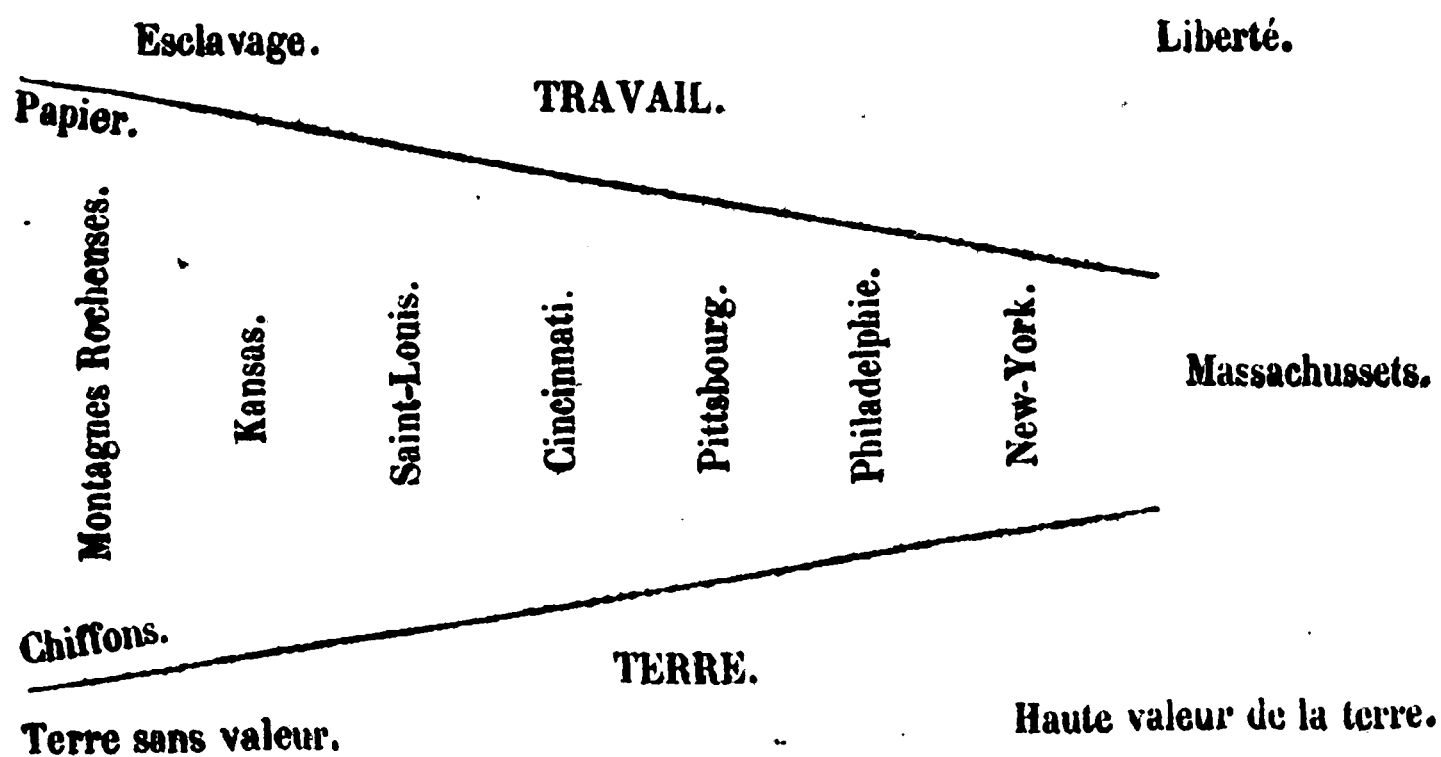 Esclavage.
Liberté.
TRAVAIL.
Papier.
Montagnes Rocheuses.
Kansas.
Saint-Louis.
Cincinnati.
Pittsbourg.
Philadelphie.
New-York.
Massachussets.
Chiffons.
TERRE.
Terre sans valeur.
Haute valeur de la terre.